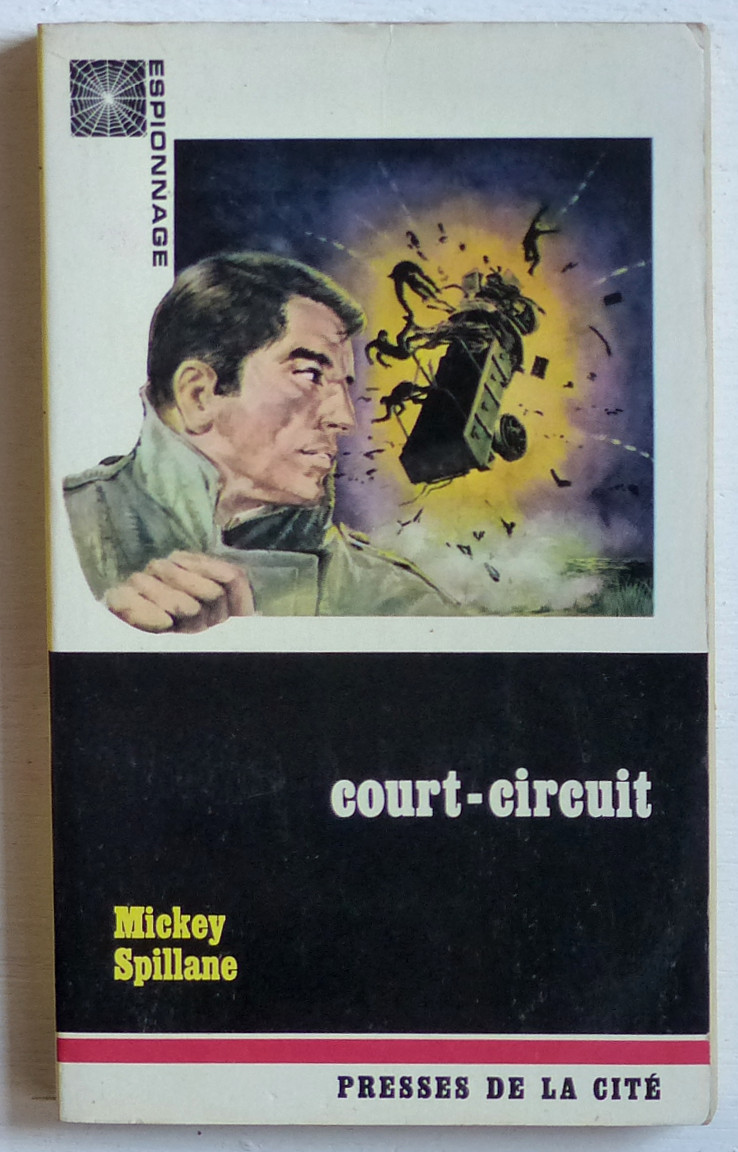 ESPIONNAGE
court-circuit
Mickey
Spillane
PRESSES DE LA CITÉ